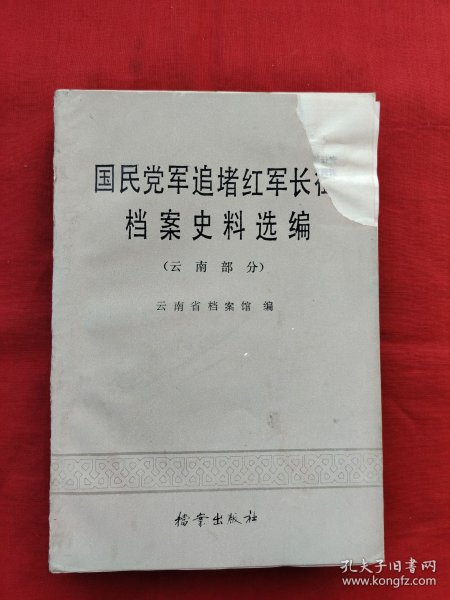 国民党军追堵红军长征
档案史料选编
(云南部分)
云南省档案馆 编
档案出版社
孔夫子旧书网
www.kongfz.com